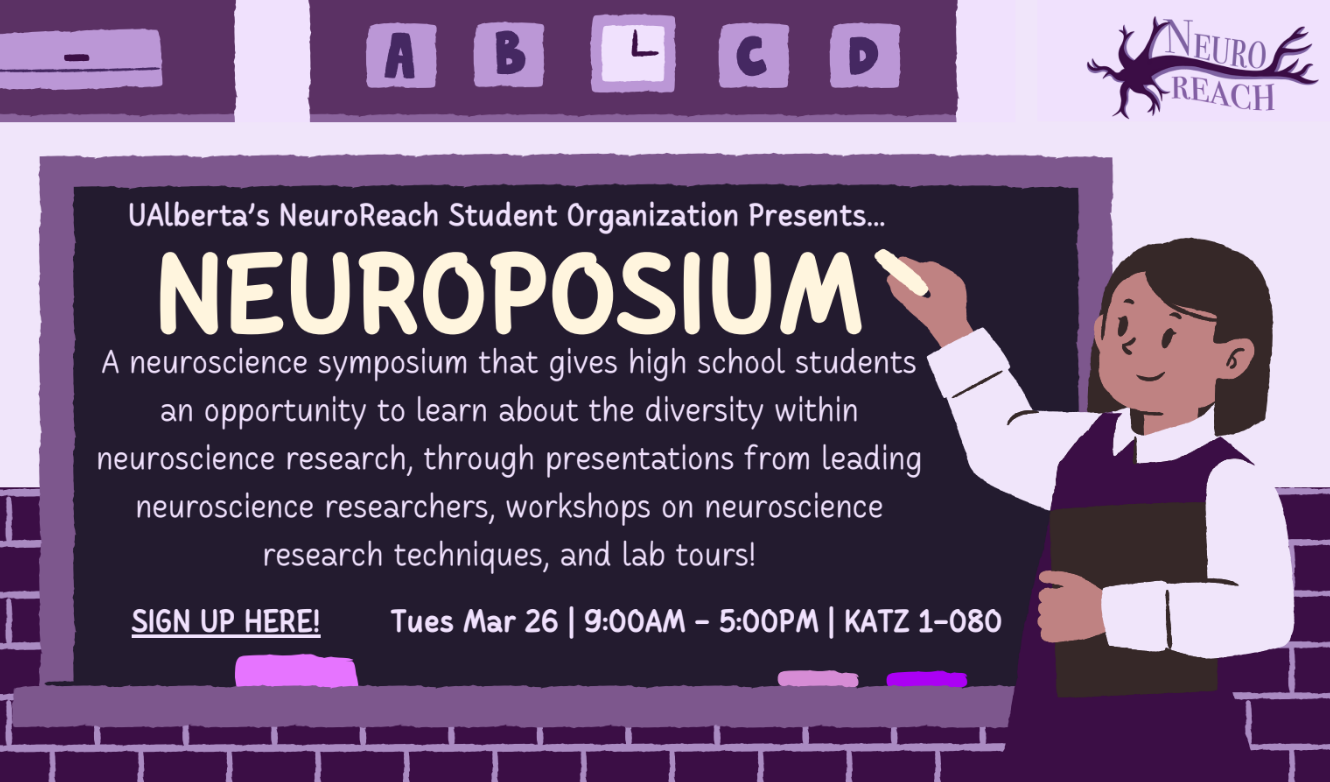 A B C D
NEURO
REACH
UAlberta's NeuroReach Student Organization Presents...
NEUROPOSIUM
A neuroscience symposium that gives high school students
an opportunity to learn about the diversity within
neuroscience research, through presentations from leading
neuroscience researchers, workshops on neuroscience
research techniques, and lab tours!
SIGN UP HERE! Tues Mar 26 | 9:00AM - 5:00PM | KATZ 1-080